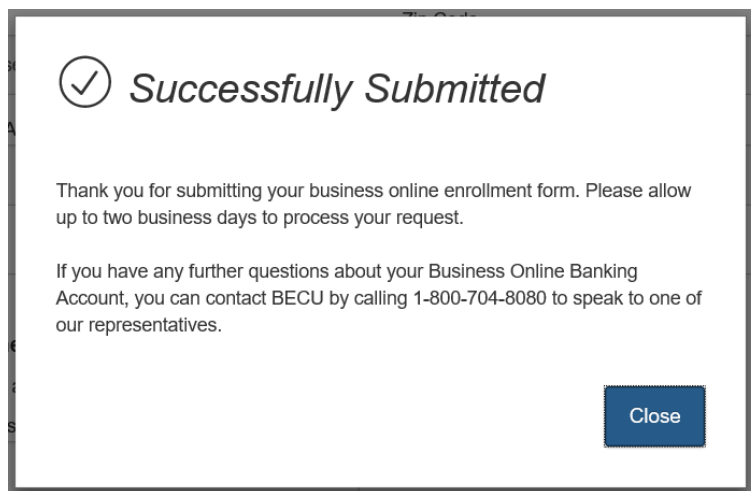 Zip Code
Successfully Submitted
Thank you for submitting your business online enrollment form. Please allow
up to two business days to process your request.
If you have any further questions about your Business Online Banking
Account, you can contact BECU by calling 1-800-704-8080 to speak to one of
our representatives.
Close